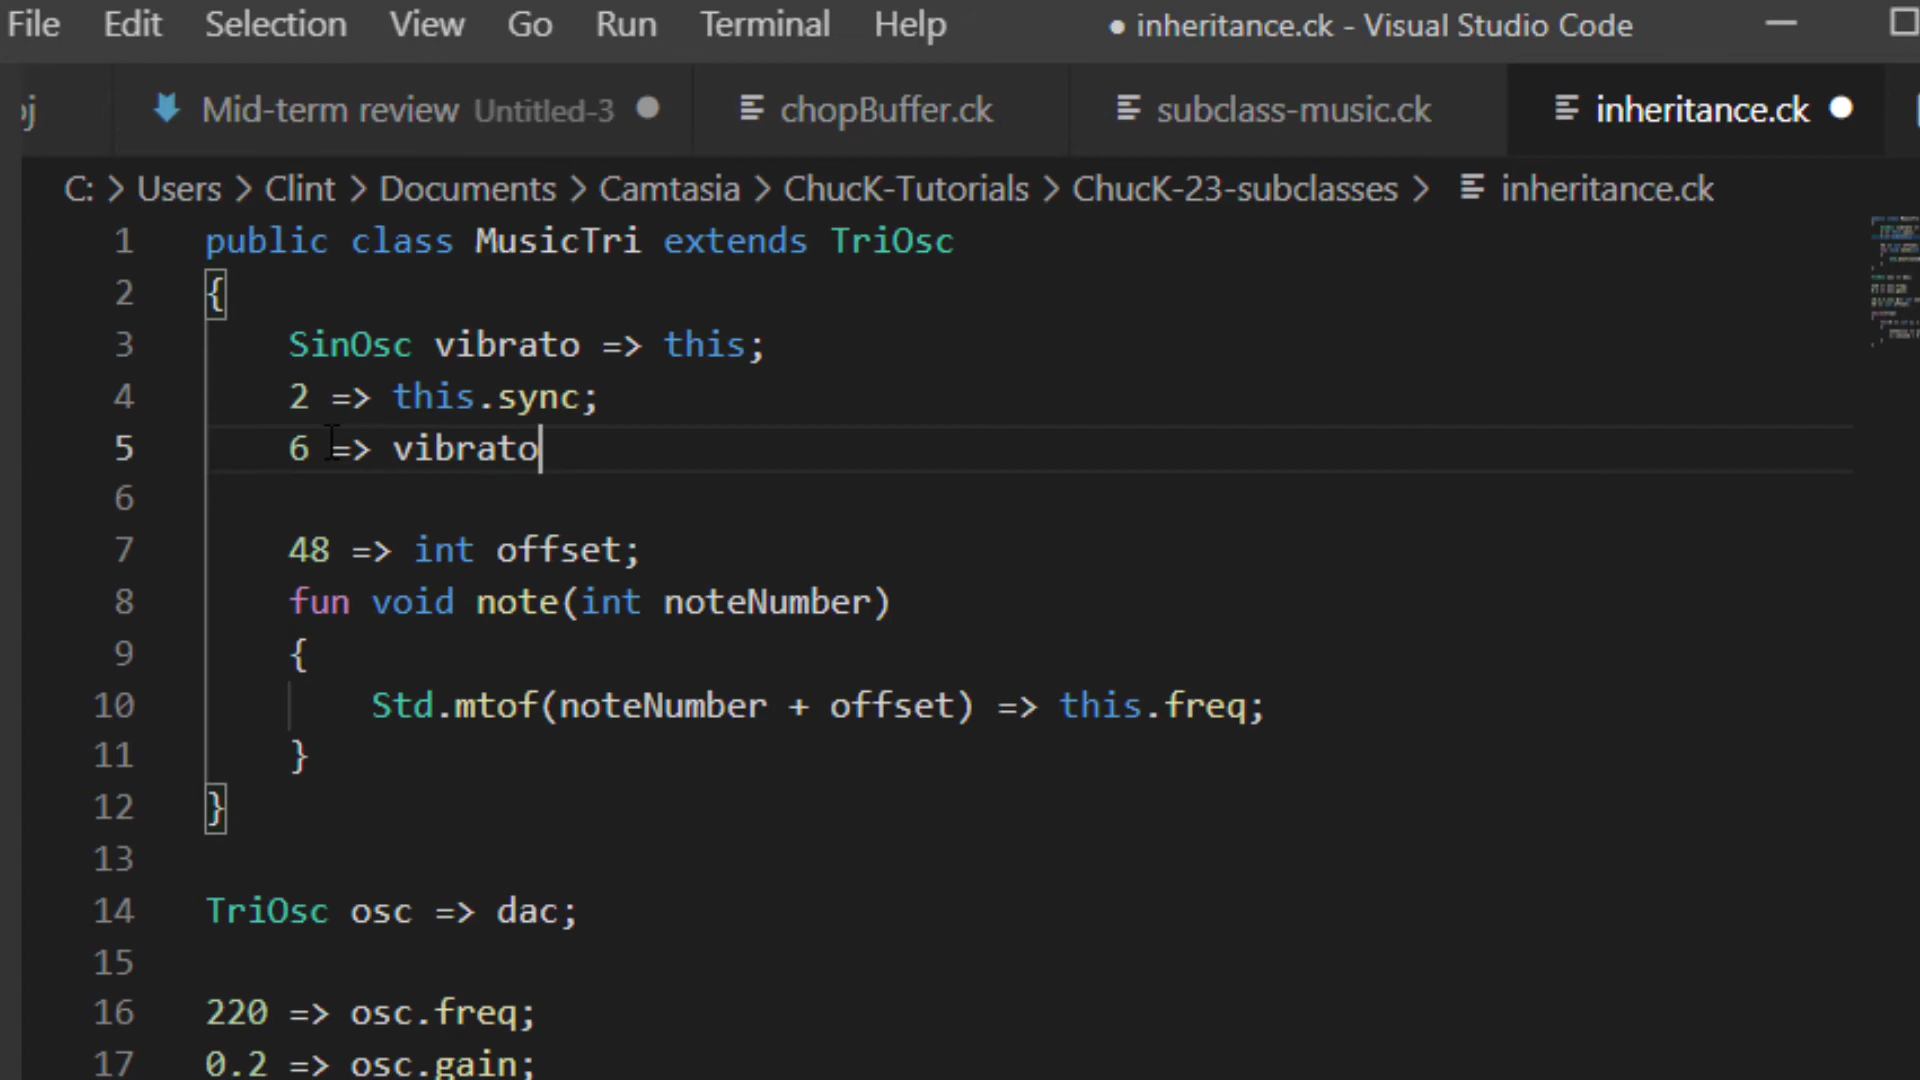 File Edit Selection View Go Run Terminal Help ● inheritance.ck - Visual Studio Code
oj Mid-term review Untitled-3 chopBuffer.ck subclass-music.ck inheritance.ck
C: > Users > Clint > Documents > Camtasia > ChucK-Tutorials > ChucK-23-subclasses > inheritance.ck
1 public class MusicTri extends TriOsc
2 {
3 SinOsc vibrato => this;
4 2 => this.sync;
5 6 => vibrato
6
7 48 => int offset;
8 fun void note(int noteNumber)
9 {
10 Std.mtof(noteNumber + offset) => this.freq;
11 }
12 }
13
14 TriOsc osc => dac;
15
16 220 => osc.freq;
17 0.2 => osc.gain;